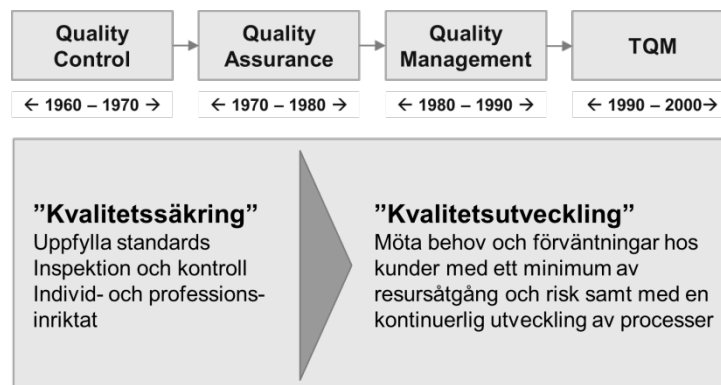 Quality
Control
Quality
Assurance
Quality
Management
TQM
← 1960 – 1970 →
← 1970 – 1980 →
← 1980 – 1990 →
← 1990 – 2000→
”Kvalitetssäkring”
Uppfylla standards
Inspektion och kontroll
Individ- och professions-
inriktat
”Kvalitetsutveckling”
Möta behov och förväntningar hos
kunder med ett minimum av
resursåtgång och risk samt med en
kontinuerlig utveckling av processer